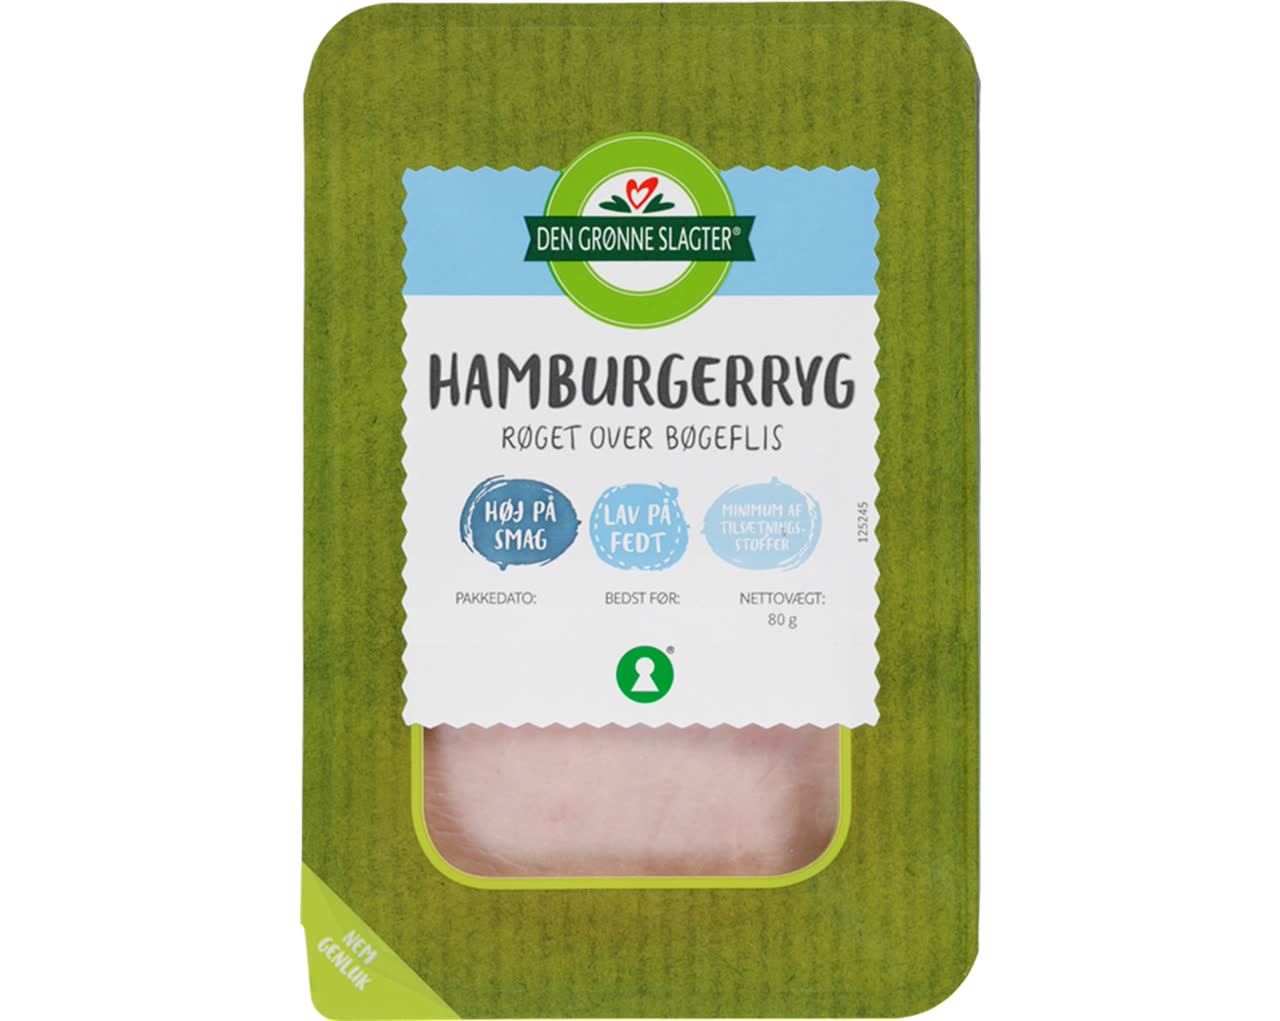 DEN GRØNNE SLAGTER®
HAMBURGERRYG
RØGET OVER BØGEFLIS
HØJ PÅ
SMAG
LAV PÅ
FEDT
MINIMUM AF
TILSÆTNINGS-
STOFFER
125245
PAKKEDATO:
BEDST FØR:
NETTOVÆGT:
80 g
®
NEM
GENLUK